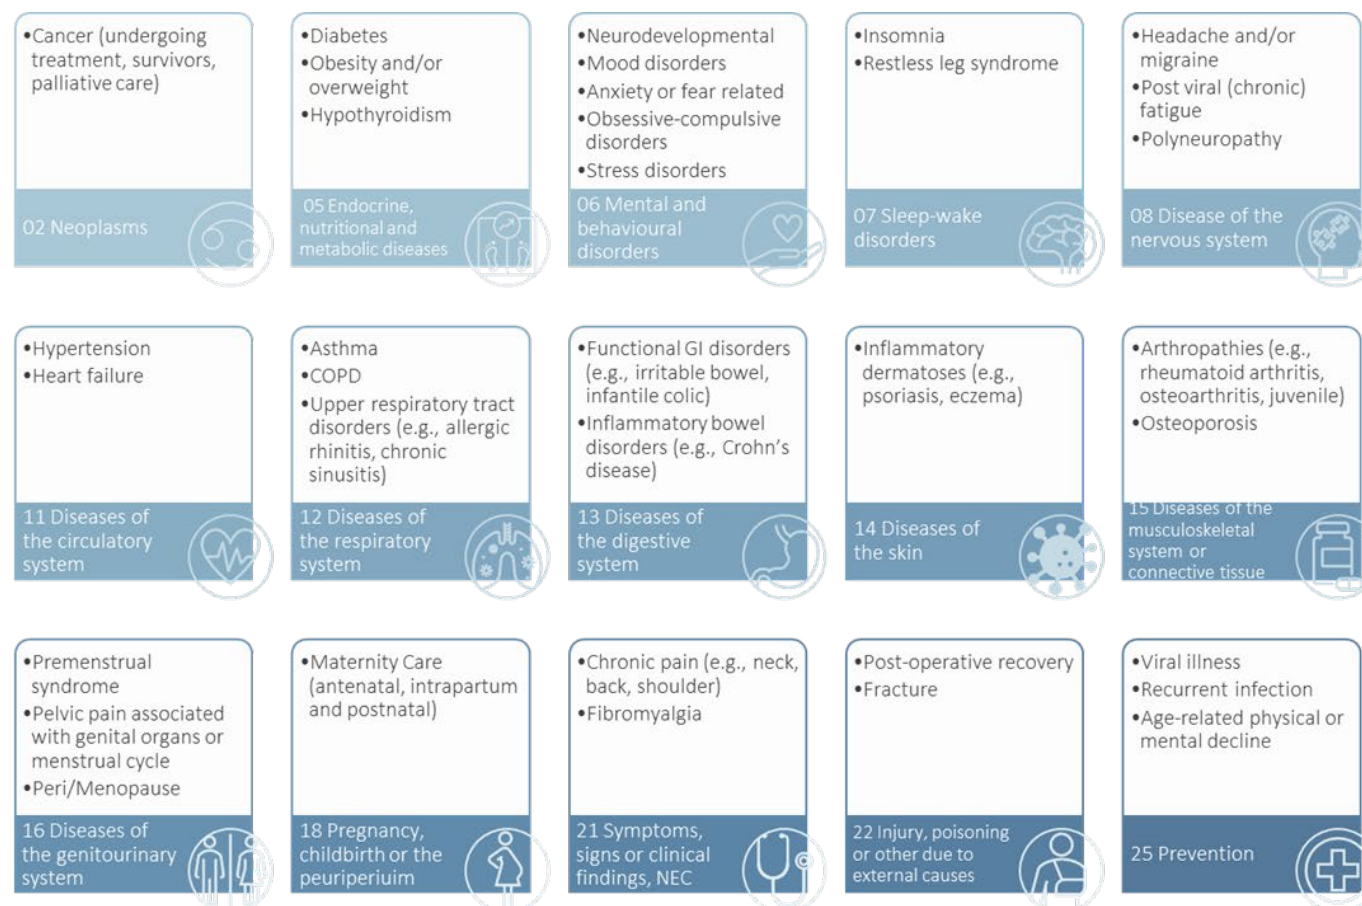 •Cancer (undergoing
treatment, survivors,
palliative care)
02 Neoplasms
•Diabetes
•Obesity and/or
overweight
•Hypothyroidism
05 Endocrine,
nutritional and
metabolic diseases
•Neurodevelopmental
•Mood disorders
•Anxiety or fear related
•Obsessive-compulsive
disorders
•Stress disorders
06 Mental and
behavioural
disorders
•Insomnia
•Restless leg syndrome
07 Sleep-wake
disorders
•Headache and/or
migraine
•Post viral (chronic)
fatigue
•Polyneuropathy
08 Disease of the
nervous system
•Hypertension
•Heart failure
11 Diseases of
the circulatory
system
•Asthma
•COPD
•Upper respiratory tract
disorders (e.g., allergic
rhinitis, chronic
sinusitis)
12 Diseases of
the respiratory
system
•Functional GI disorders
(e.g., irritable bowel,
infantile colic)
•Inflammatory bowel
disorders (e.g., Crohn's
disease)
13 Diseases of
the digestive
system
•Inflammatory
dermatoses (e.g.,
psoriasis, eczema)
14 Diseases of
the skin
•Arthropathies (e.g.,
rheumatoid arthritis,
osteoarthritis, juvenile)
•Osteoporosis
15 Diseases of the
musculoskeletal
system or
connective tissue
•Premenstrual
syndrome
•Pelvic pain associated
with genital organs or
menstrual cycle
•Peri/Menopause
16 Diseases of
the genitourinary
system
•Maternity Care
(antenatal, intrapartum
and postnatal)
18 Pregnancy,
childbirth or the
peuriperiuim
•Chronic pain (e.g., neck,
back, shoulder)
•Fibromyalgia
21 Symptoms,
signs or clinical
findings, NEC
•Post-operative recovery
•Fracture
22 Injury, poisoning
or other due to
external causes
•Viral illness
•Recurrent infection
•Age-related physical or
mental decline
25 Prevention